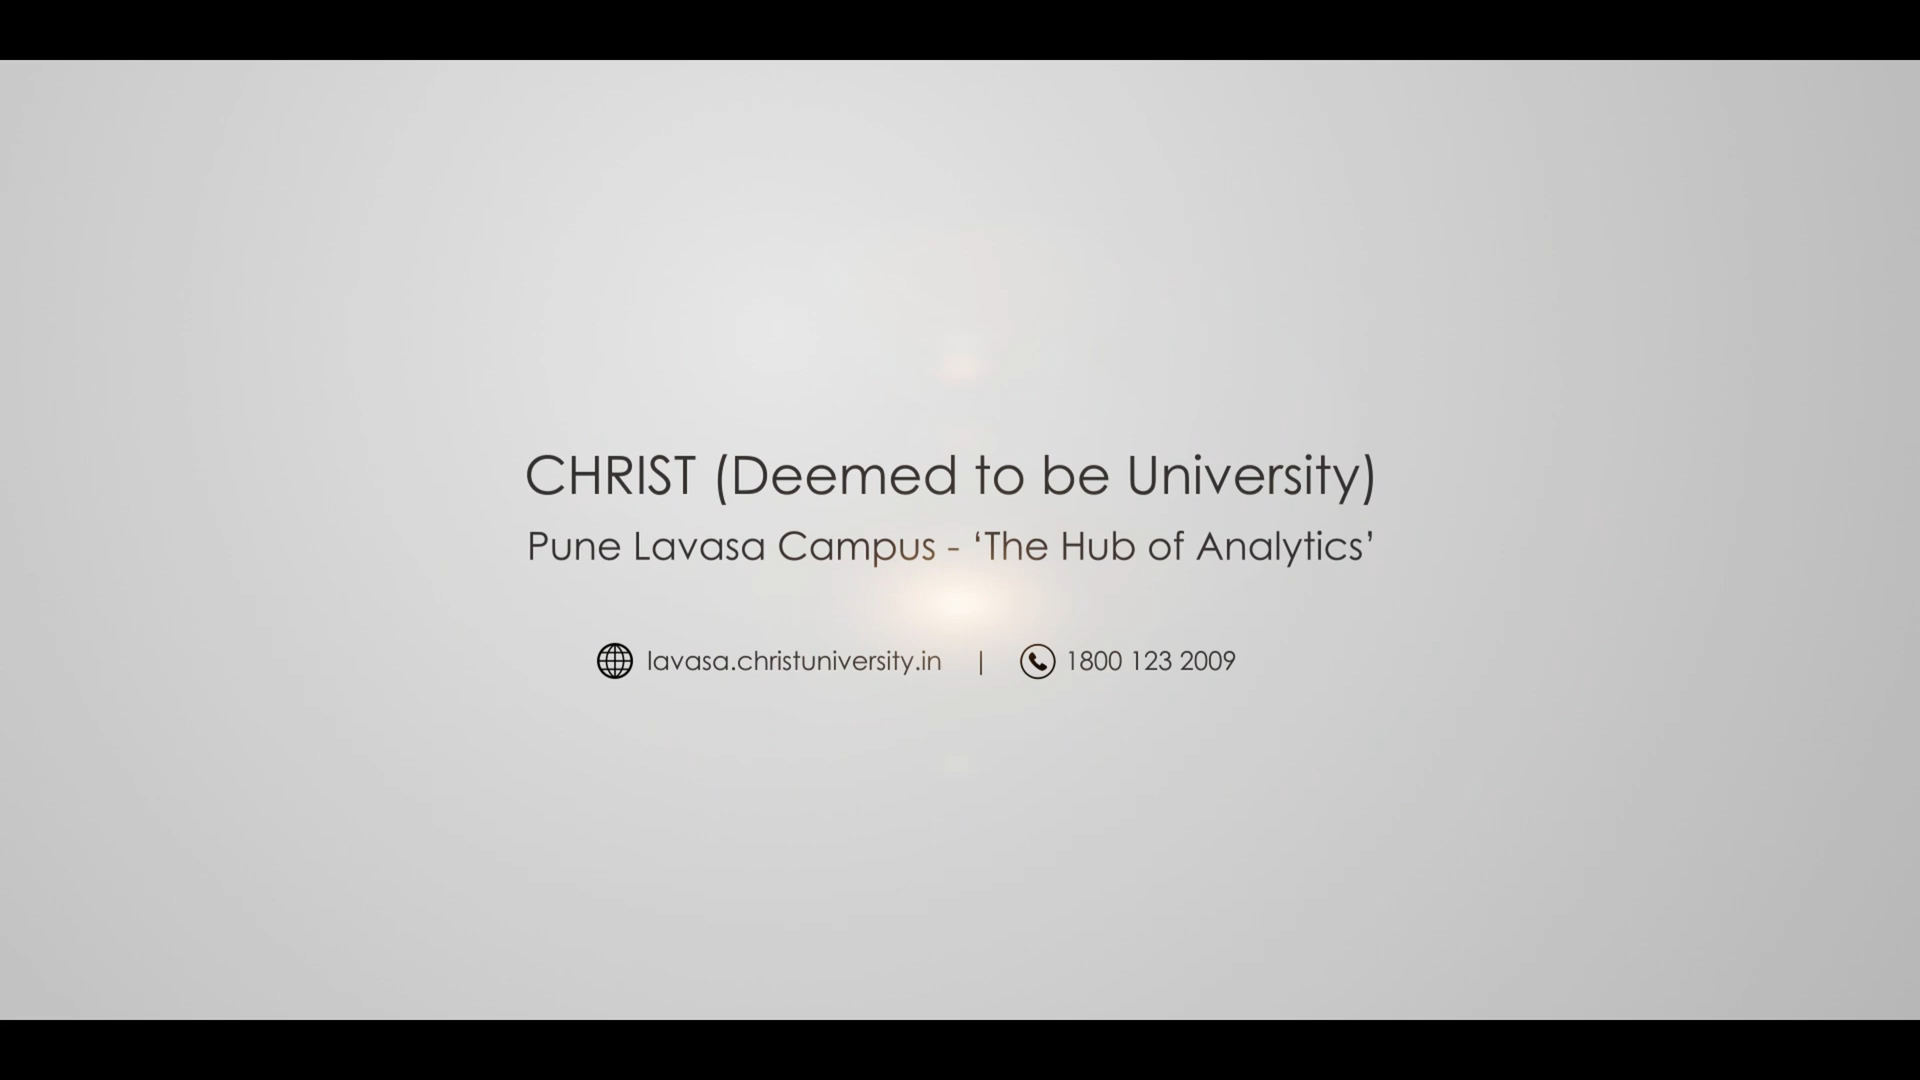 CHRIST (Deemed to be University)
Pune Lavasa Campus - ‘The Hub of Analytics’
lavasa.christuniversity.in | 1800 123 2009